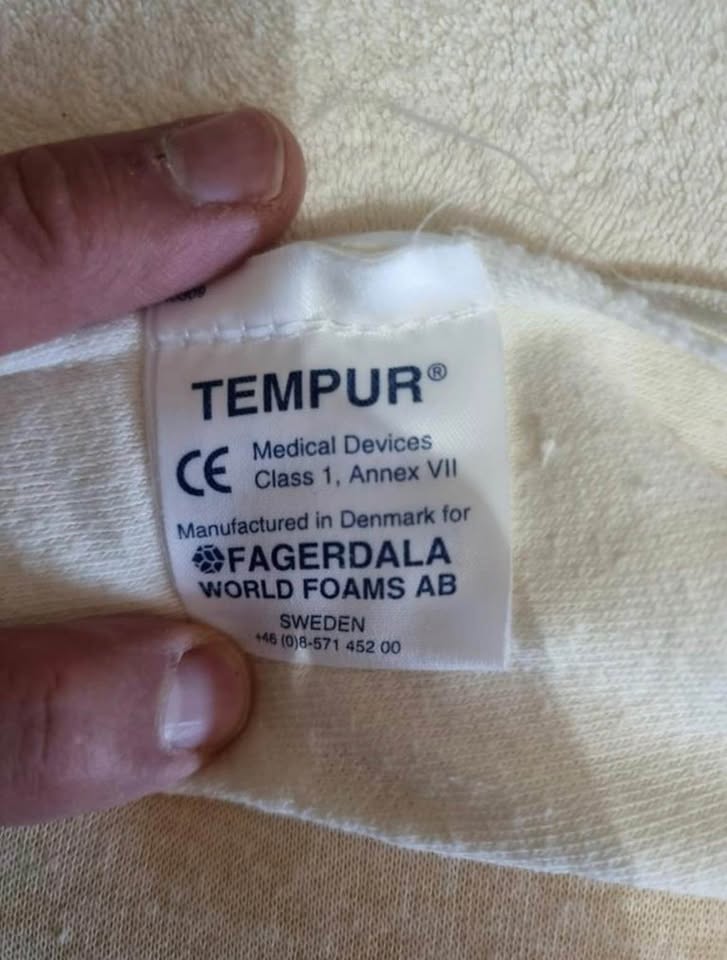 TEMPUR®
CE Medical Devices
Class 1, Annex VII
Manufactured in Denmark for
FAGERDALA
WORLD FOAMS AB
SWEDEN
+46 (0)8-571 452 00